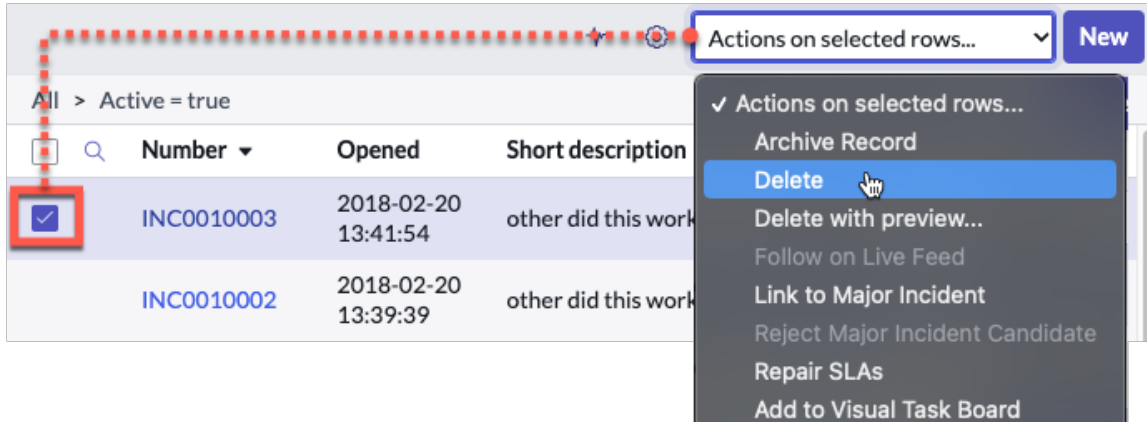 Actions on selected rows...
New
All > Active = true
✓ Actions on selected rows...
Archive Record
Delete
Delete with preview...
Follow on Live Feed
Link to Major Incident
Reject Major Incident Candidate
Repair SLAs
Add to Visual Task Board
Number Opened Short description
INC0010003 2018-02-20 13:41:54 other did this work
INC0010002 2018-02-20 13:39:39 other did this work